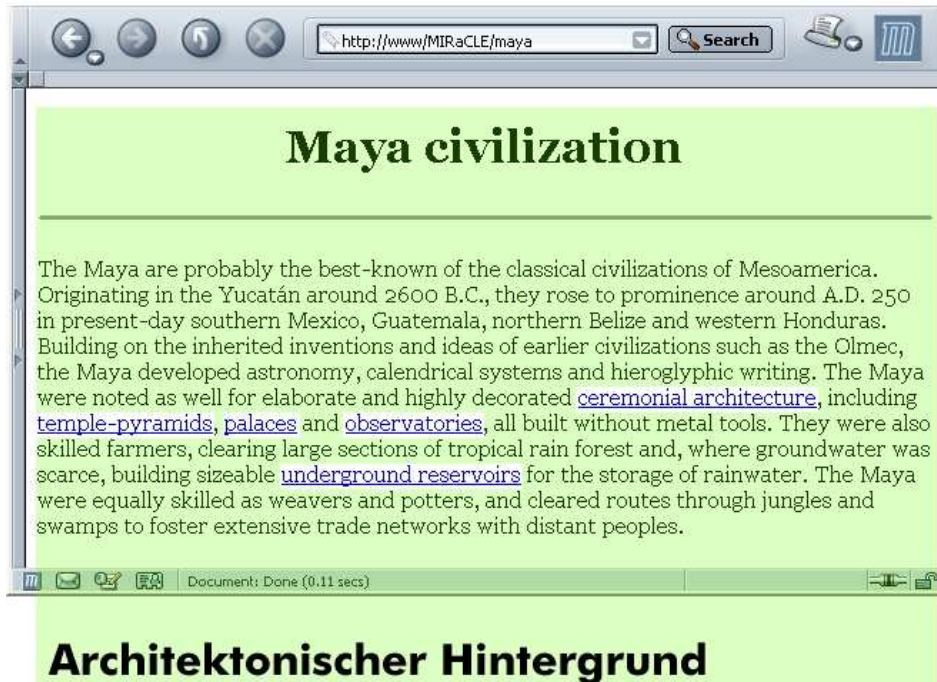 http://www/MIRaCLE/maya
Search
Maya civilization
The Maya are probably the best-known of the classical civilizations of Mesoamerica.
Originating in the Yucatán around 2600 B.C., they rose to prominence around A.D. 250
in present-day southern Mexico, Guatemala, northern Belize and western Honduras.
Building on the inherited inventions and ideas of earlier civilizations such as the Olmec,
the Maya developed astronomy, calendrical systems and hieroglyphic writing. The Maya
were noted as well for elaborate and highly decorated ceremonial architecture, including
temple-pyramids, palaces and observatories, all built without metal tools. They were also
skilled farmers, clearing large sections of tropical rain forest and, where groundwater was
scarce, building sizeable underground reservoirs for the storage of rainwater. The Maya
were equally skilled as weavers and potters, and cleared routes through jungles and
swamps to foster extensive trade networks with distant peoples.
Document: Done (0.11 secs)
Architektonischer Hintergrund